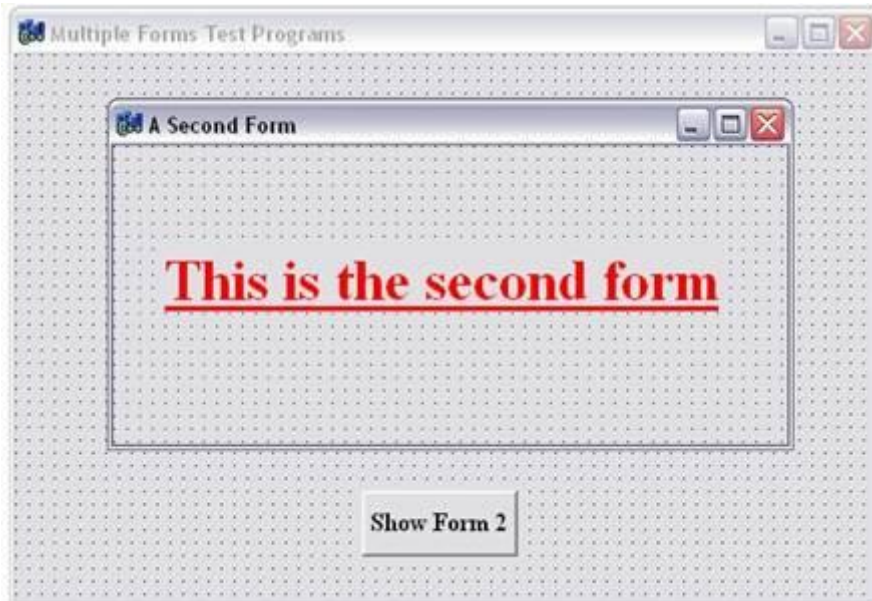 Multiple Forms Test Programs
A Second Form
This is the second form
Show Form 2